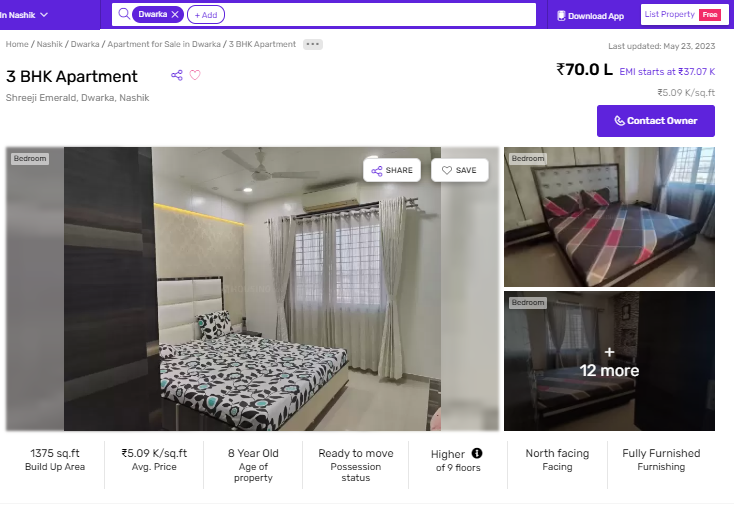 In Nashik
Dwarka
+ Add
Download App
List Property Free
Home / Nashik / Dwarka / Apartment for Sale in Dwarka / 3 BHK Apartment
Last updated: May 23, 2023
3 BHK Apartment
₹70.0 L EMI starts at ₹37.07 K
Shreeji Emerald, Dwarka, Nashik
₹5.09 K/sq.ft
Contact Owner
Bedroom
SHARE
SAVE
Bedroom
Bedroom
+
12 more
1375 sq.ft
Build Up Area
₹5.09 K/sq.ft
Avg. Price
8 Year Old
Age of
property
Ready to move
Possession
status
Higher
of 9 floors
North facing
Facing
Fully Furnished
Furnishing